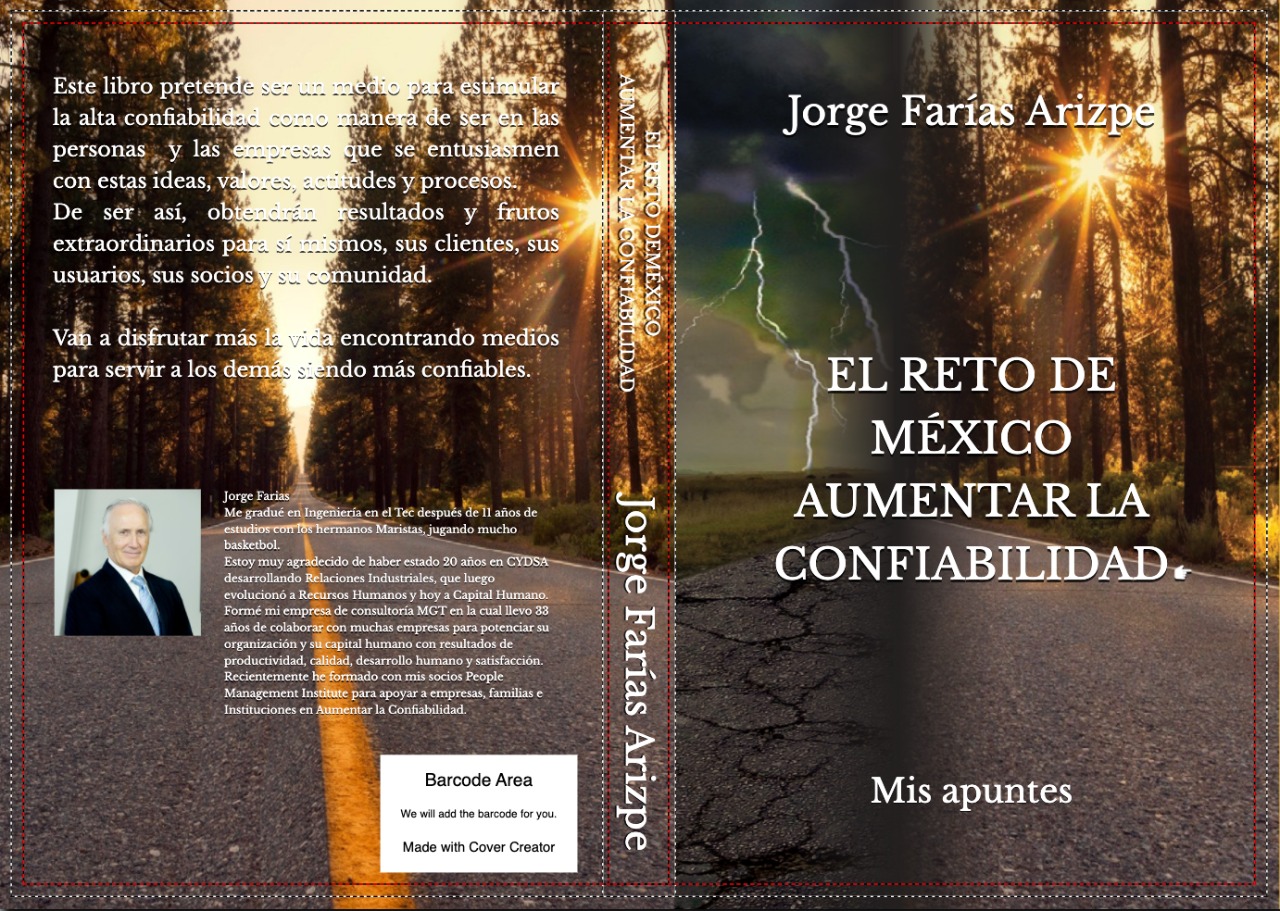 Este libro pretende ser un medio para estimular
la alta confiabilidad como manera de ser en las
personas y las empresas que se entusiasmen
con estas ideas, valores, actitudes y procesos.
De ser así, obtendrán resultados y frutos
extraordinarios para sí mismos, sus clientes, sus
usuarios, sus socios y su comunidad.
Van a disfrutar más la vida encontrando medios
para servir a los demás siendo más confiables.
Jorge Farias
Me gradué en Ingeniería en el Tec después de 11 años de
estudios con los hermanos Maristas, jugando mucho
basketbol.
Estoy muy agradecido de haber estado 20 años en CYDSA
desarrollando Relaciones Industriales, que luego
evolucionó a Recursos Humanos y hoy a Capital Humano.
Formé mi empresa de consultoría MGT en la cual llevo 33
años de colaborar con muchas empresas para potenciar su
organización y su capital humano con resultados de
productividad, calidad, desarrollo humano y satisfacción.
Recientemente he formado con mis socios People
Management Institute para apoyar a empresas, familias e
Instituciones en Aumentar la Confiabilidad.
Barcode Area
We will add the barcode for you.
Made with Cover Creator
EL RETO DEMÉXICO
AUMENTAR LA CONFIABILIDAD
Jorge Farías Arizpe
Jorge Farías Arizpe
EL RETO DE
MÉXICO
AUMENTAR LA
CONFIABILIDAD
Mis apuntes